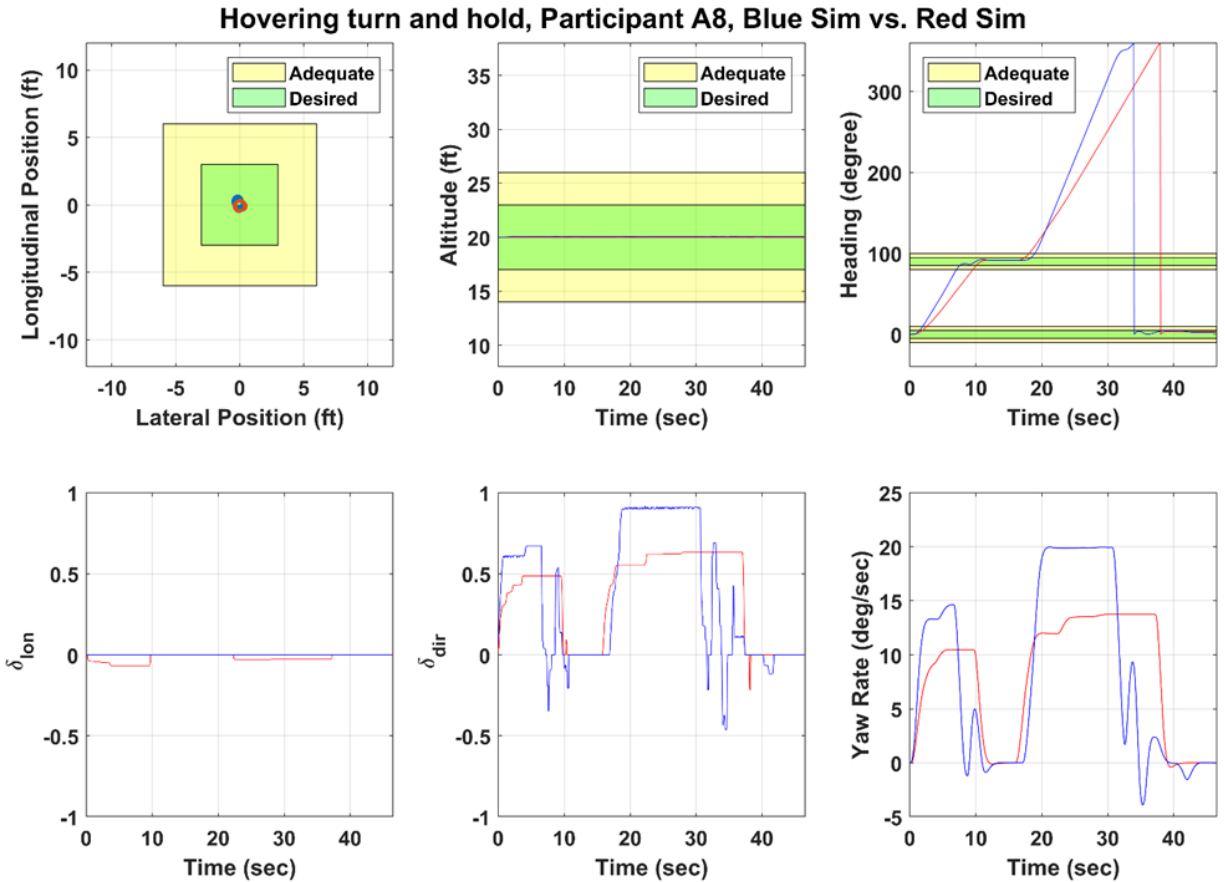 Hovering turn and hold, Participant A8, Blue Sim vs. Red Sim
Longitudinal Position (ft)
10
5
0
-5
-10
Adequate
Desired
-10 -5 0 5 10
Lateral Position (ft)
Altitude (ft)
35
30
25
20
15
10
Adequate
Desired
0 10 20 30 40
Time (sec)
Heading (degree)
300
200
100
0
Adequate
Desired
0 10 20 30 40
Time (sec)
δlon
1
0.5
0
-0.5
-1
0 10 20 30 40
Time (sec)
δdir
1
0.5
0
-0.5
-1
0 10 20 30 40
Time (sec)
Yaw Rate (deg/sec)
25
20
15
10
5
0
-5
0 10 20 30 40
Time (sec)